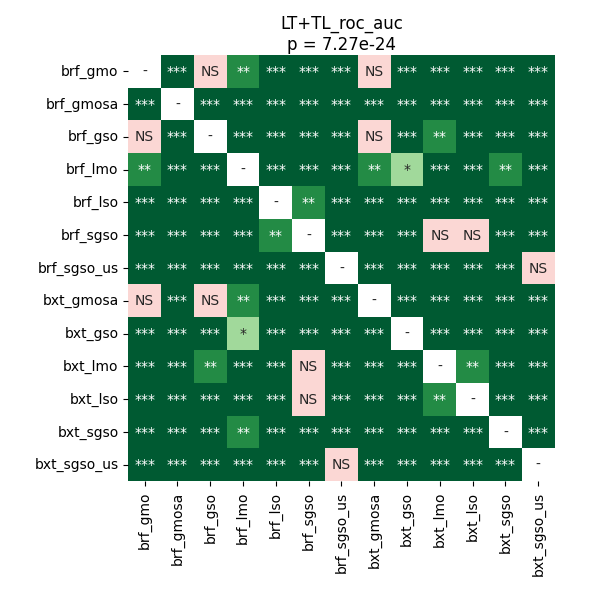 LT+TL_roc_auc
p = 7.27e-24
brf_gmo - *** NS ** *** *** *** NS *** *** *** *** ***
brf_gmosa *** - *** *** *** *** *** *** *** *** *** *** ***
brf_gso NS *** - *** *** *** *** NS *** ** *** *** ***
brf_lmo ** *** *** - *** *** *** ** * *** *** ** ***
brf_lso *** *** *** *** - ** *** *** *** *** *** *** ***
brf_sgso *** *** *** *** ** - *** *** *** NS NS *** ***
brf_sgso_us *** *** *** *** *** *** - *** *** *** *** *** NS
bxt_gmosa NS *** NS ** *** *** *** - *** *** *** *** ***
bxt_gso *** *** *** * *** *** *** *** - *** *** *** ***
bxt_lmo *** *** ** *** *** NS *** *** *** - ** *** ***
bxt_lso *** *** *** *** *** NS *** *** *** ** - *** ***
bxt_sgso *** *** *** ** *** *** *** *** *** *** *** - ***
bxt_sgso_us *** *** *** *** *** *** NS *** *** *** *** *** -
brf_gmo
brf_gmosa
brf_gso
brf_lmo
brf_lso
brf_sgso
brf_sgso_us
bxt_gmosa
bxt_gso
bxt_lmo
bxt_lso
bxt_sgso
bxt_sgso_us